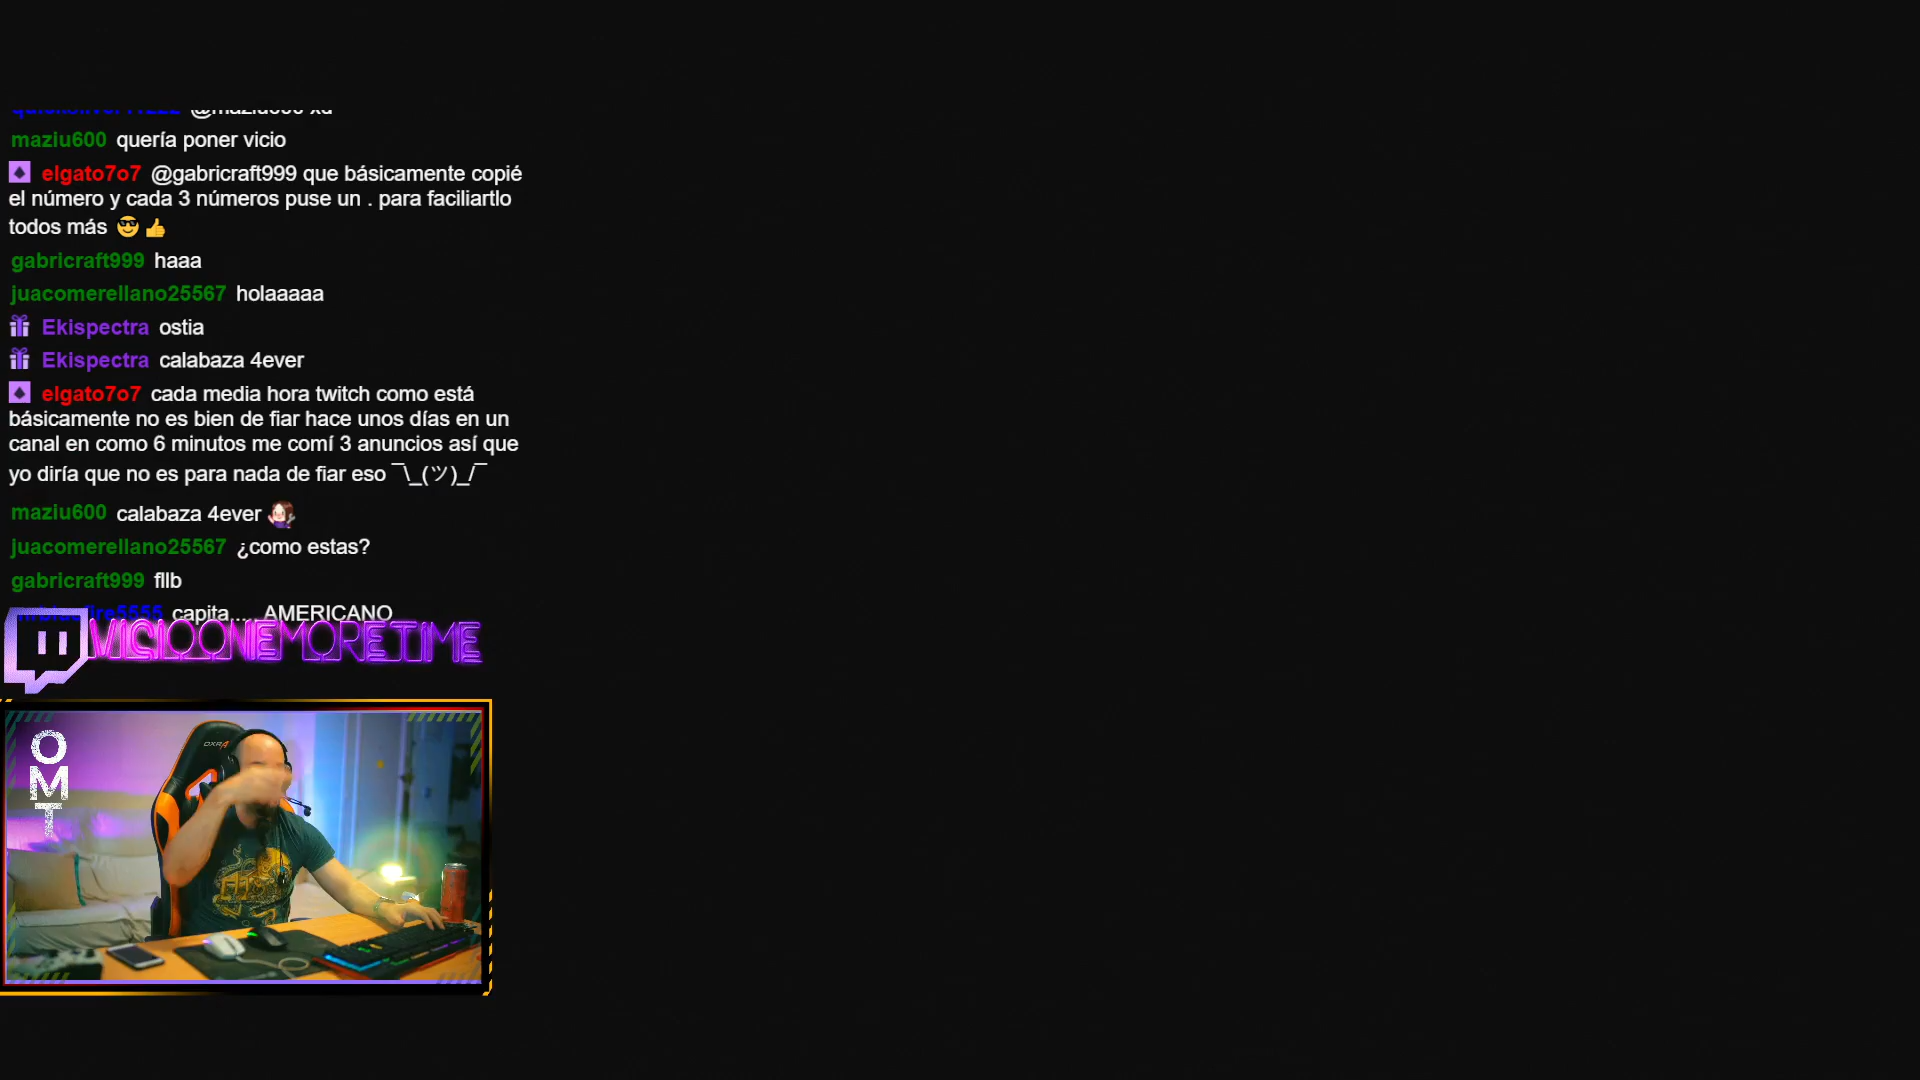 @maziu600 xd
maziu600 quería poner vicio
elgato7o7 @gabricraft999 que básicamente copié
el número y cada 3 números puse un . para faciliartlo
todos más 😎👍
gabricraft999 haaa
juacomerellano25567 holaaaaa
Ekispectra ostia
Ekispectra calabaza 4ever
elgato7o7 cada media hora twitch como está
básicamente no es bien de fiar hace unos días en un
canal en como 6 minutos me comí 3 anuncios así que
yo diría que no es para nada de fiar eso ¯\_(ツ)_/¯
maziu600 calabaza 4ever
juacomerellano25567 ¿como estas?
gabricraft999 fllb
capita..... AMERICANO
VICIOONEMORETIME
OMT